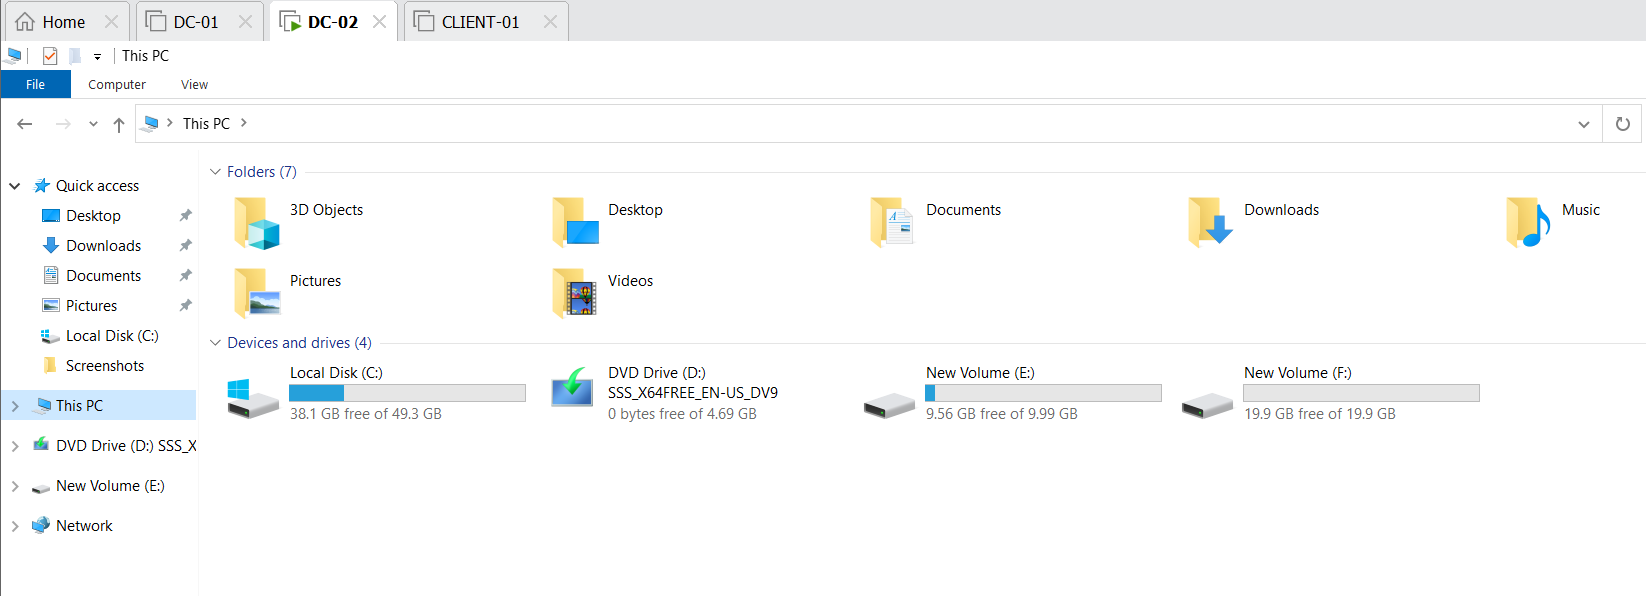 Home
DC-01
DC-02
CLIENT-01
This PC
File
Computer
View
This PC
Quick access
Desktop
Downloads
Documents
Pictures
Local Disk (C:)
Screenshots
This PC
DVD Drive (D:) SSS_X
New Volume (E:)
Network
Folders (7)
3D Objects
Desktop
Documents
Downloads
Music
Pictures
Videos
Devices and drives (4)
Local Disk (C:)
38.1 GB free of 49.3 GB
DVD Drive (D:)
SSS_X64FREE_EN-US_DV9
0 bytes free of 4.69 GB
New Volume (E:)
9.56 GB free of 9.99 GB
New Volume (F:)
19.9 GB free of 19.9 GB